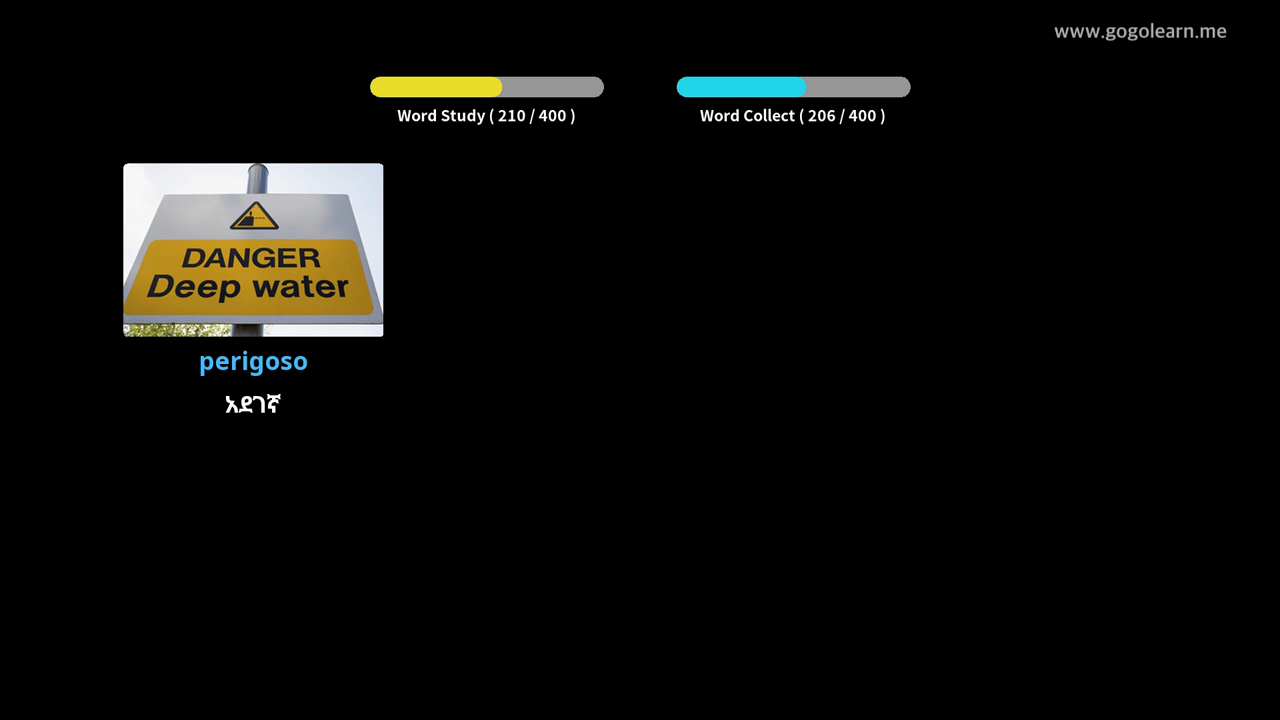 www.gogolearn.me
Word Study ( 210 / 400 )
Word Collect ( 206 / 400 )
DANGER
Deep water
perigoso
አደገኛ